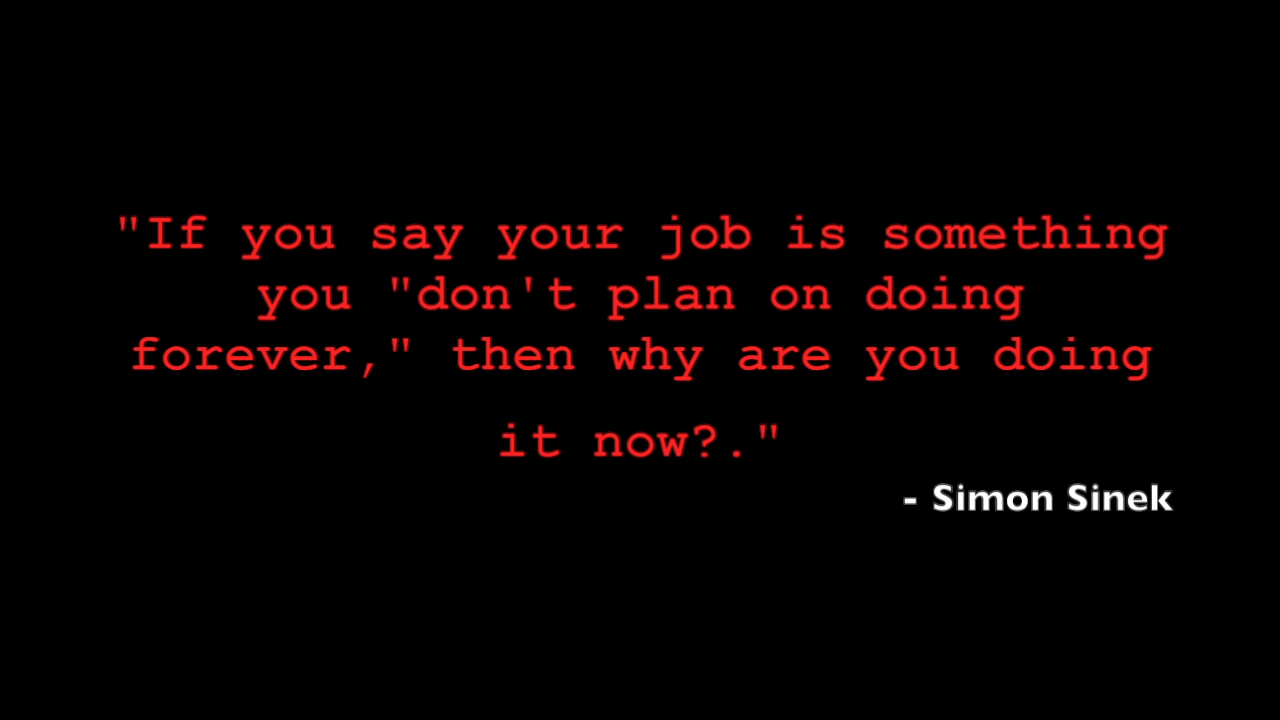 "If you say your job is something
you "don't plan on doing
forever," then why are you doing
it now?."
- Simon Sinek